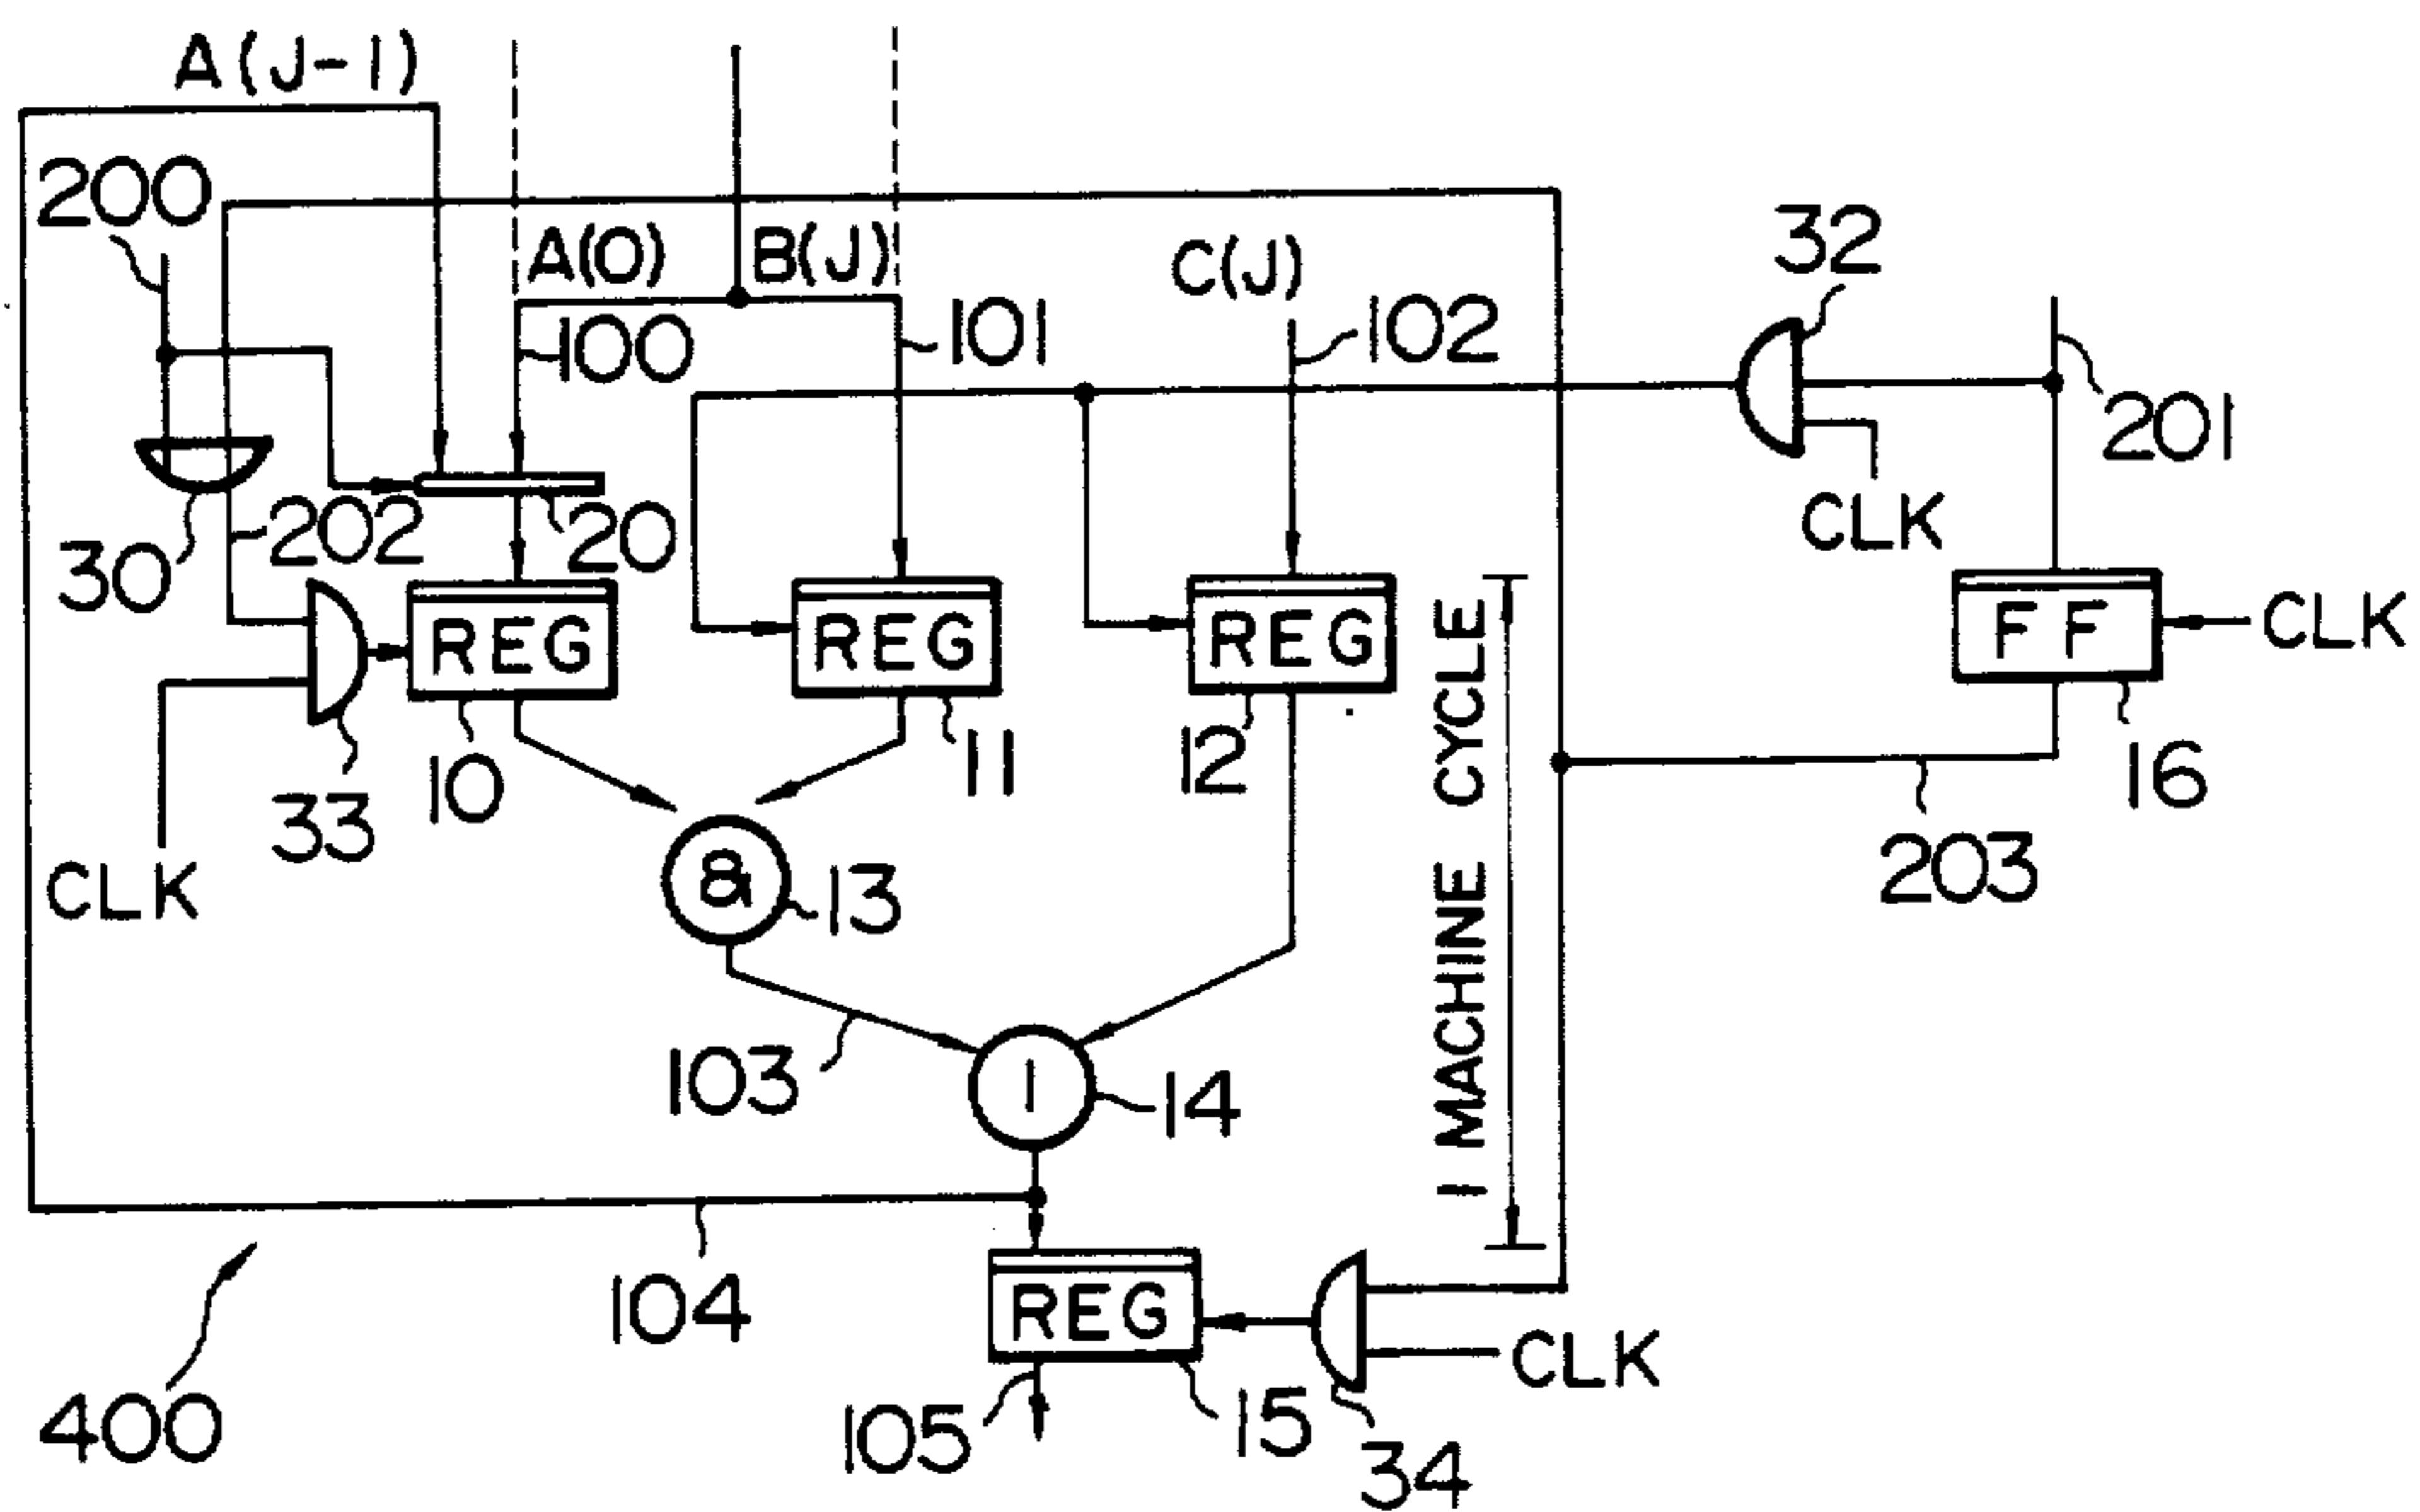 A(J-1)
200
A(0)
B(J)
C(J)
32
100
101
102
201
CLK
30
202
20
REG
REG
REG
FF
CLK
33
10
11
12
16
CLK
&
13
203
1 MACHINE CYCLE
103
1
14
104
REG
CLK
400
105
15
34